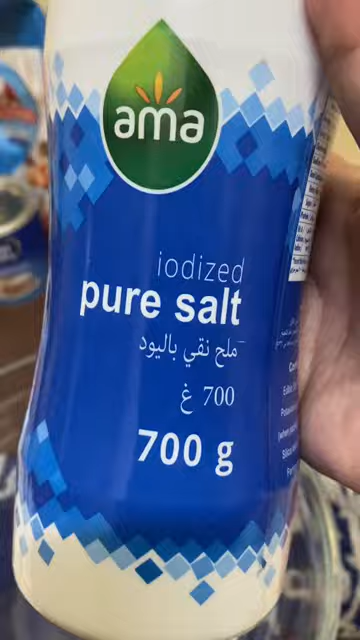 ama
iodized
pure salt
ملح نقي باليود
700 غ
700 g